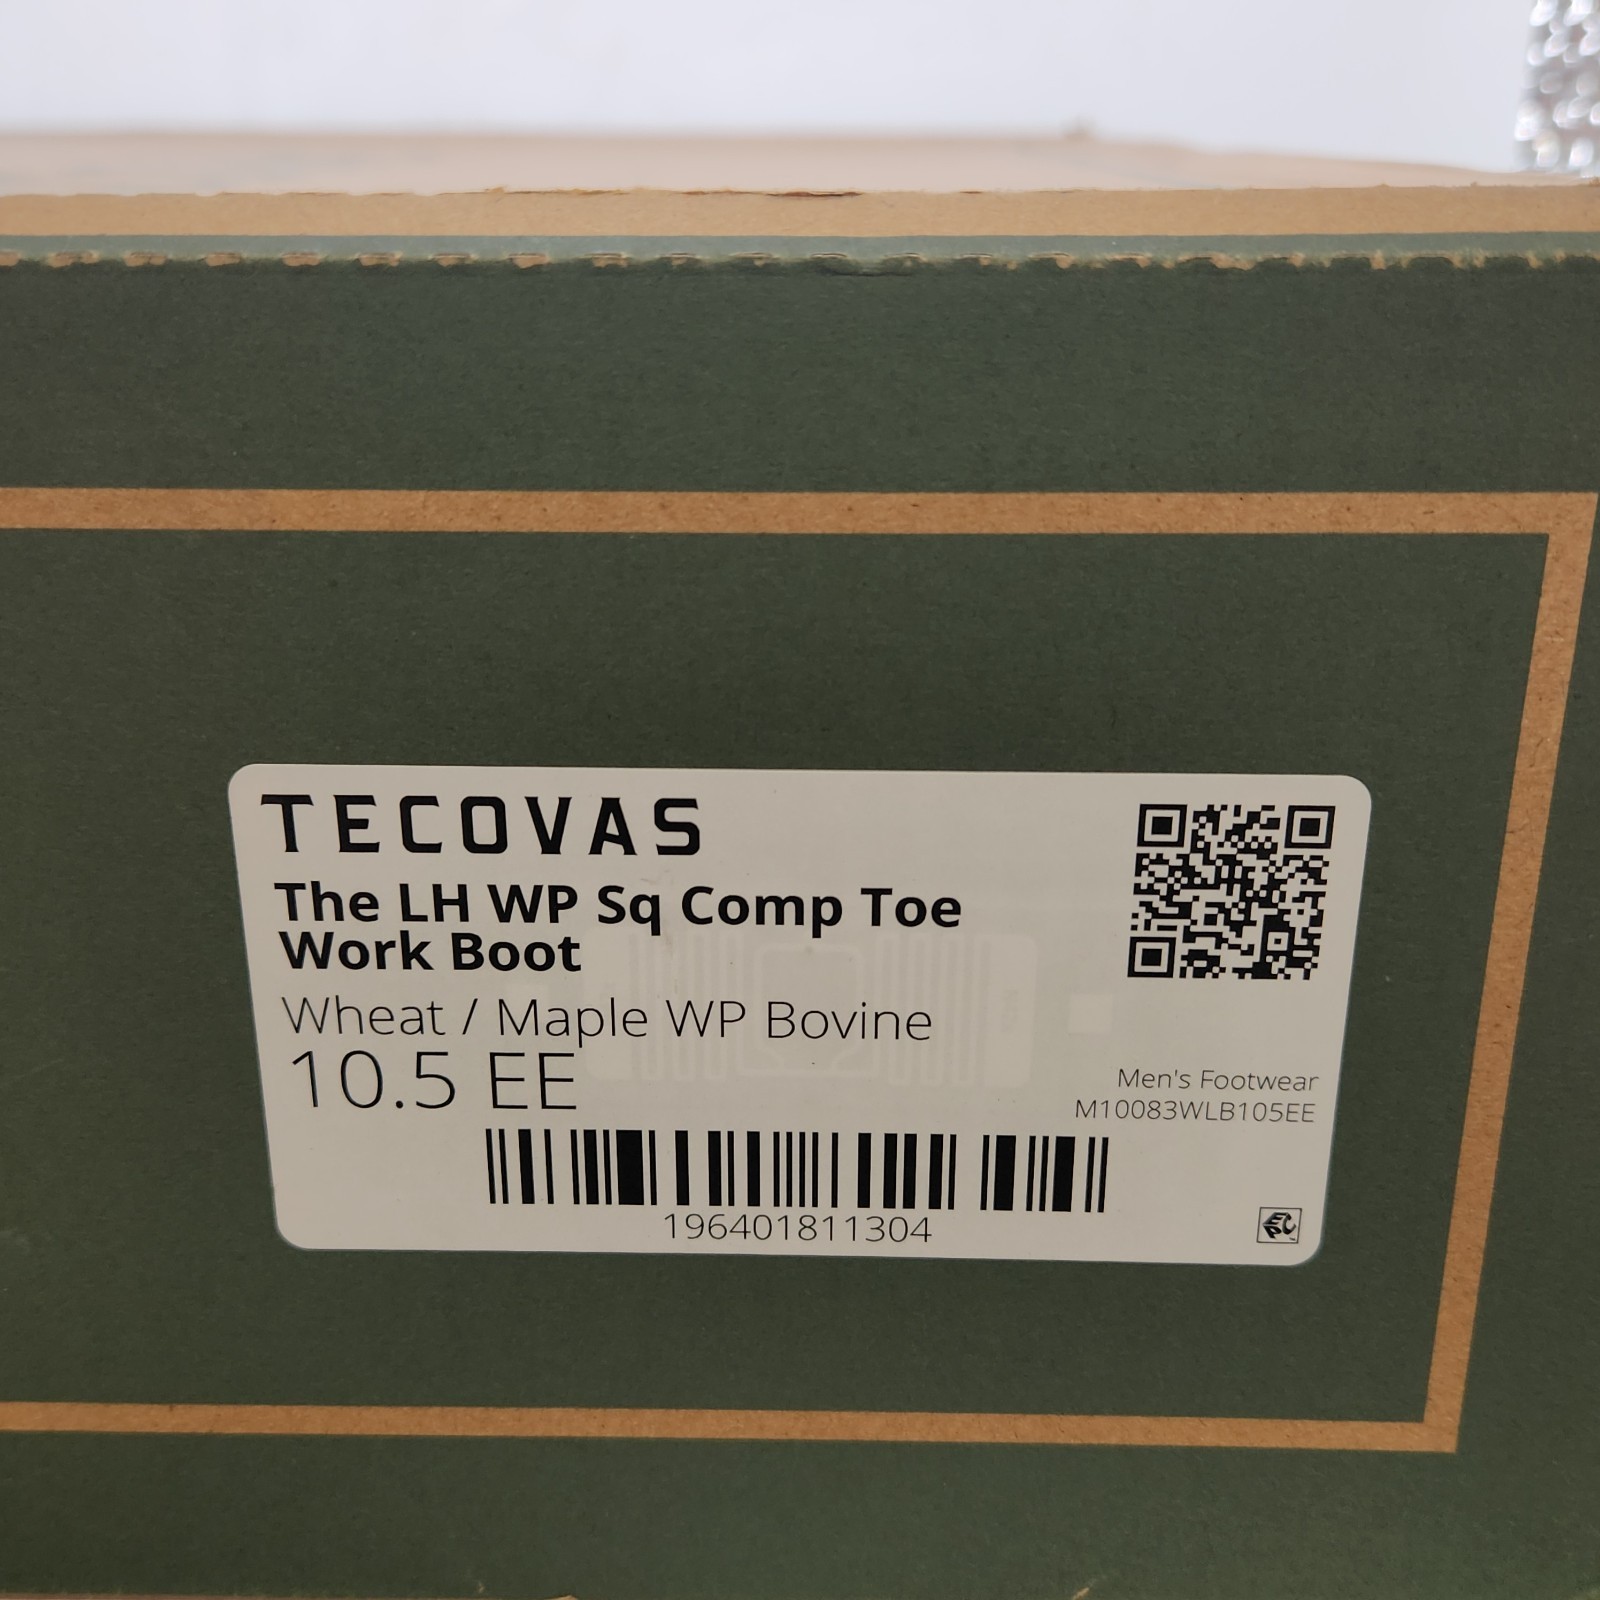 TECOVAS
The LH WP Sq Comp Toe
Work Boot
Wheat / Maple WP Bovine
10.5 EE
Men's Footwear
M10083WLB105EE
196401811304
EPC